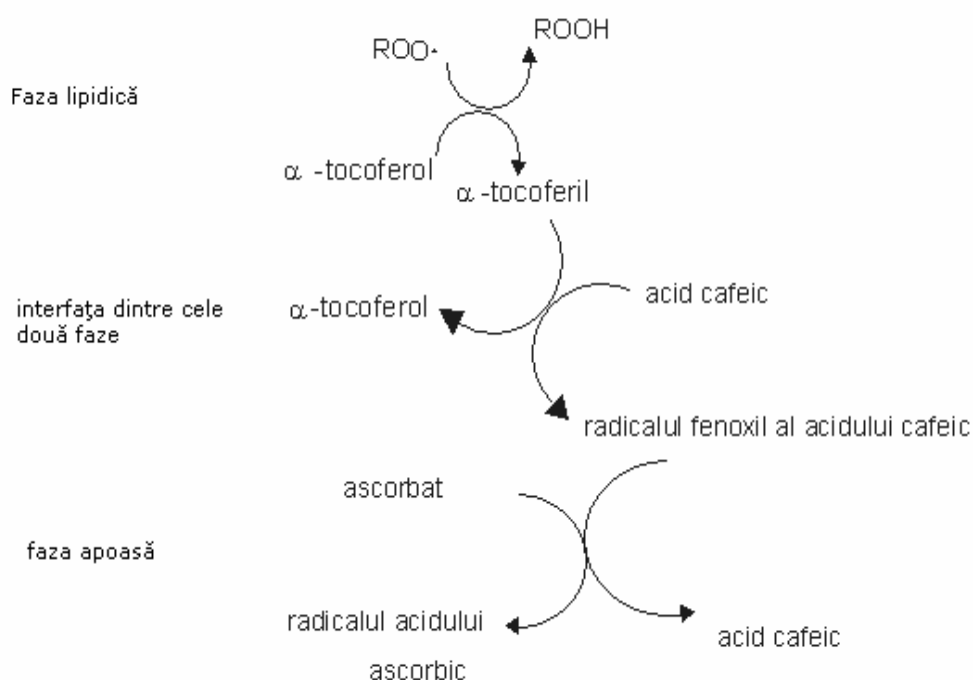 ROO· ROOH
Faza lipidică
α -tocoferol
α -tocoferil
acid cafeic
interfaţa dintre cele
două faze
α-tocoferol
radicalul fenoxil al acidului cafeic
ascorbat
faza apoasă
radicalul acidului
ascorbic
acid cafeic